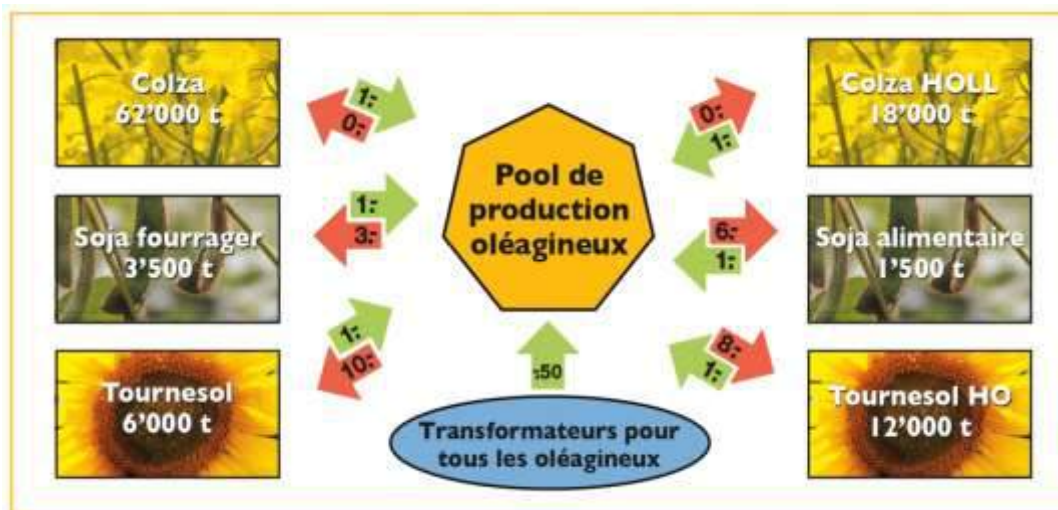 Colza
62'000 t
1.-
0.-
Colza HOLL
18'000 t
0.-
1.-
Pool de
production
oléagineux
Soja fourrager
3'500 t
1.-
3.-
Soja alimentaire
1'500 t
6.-
1.-
Tournesol
6'000 t
1.-
10.-
Tournesol HO
12'000 t
8.-
1.-
-.50
Transformateurs pour
tous les oléagineux